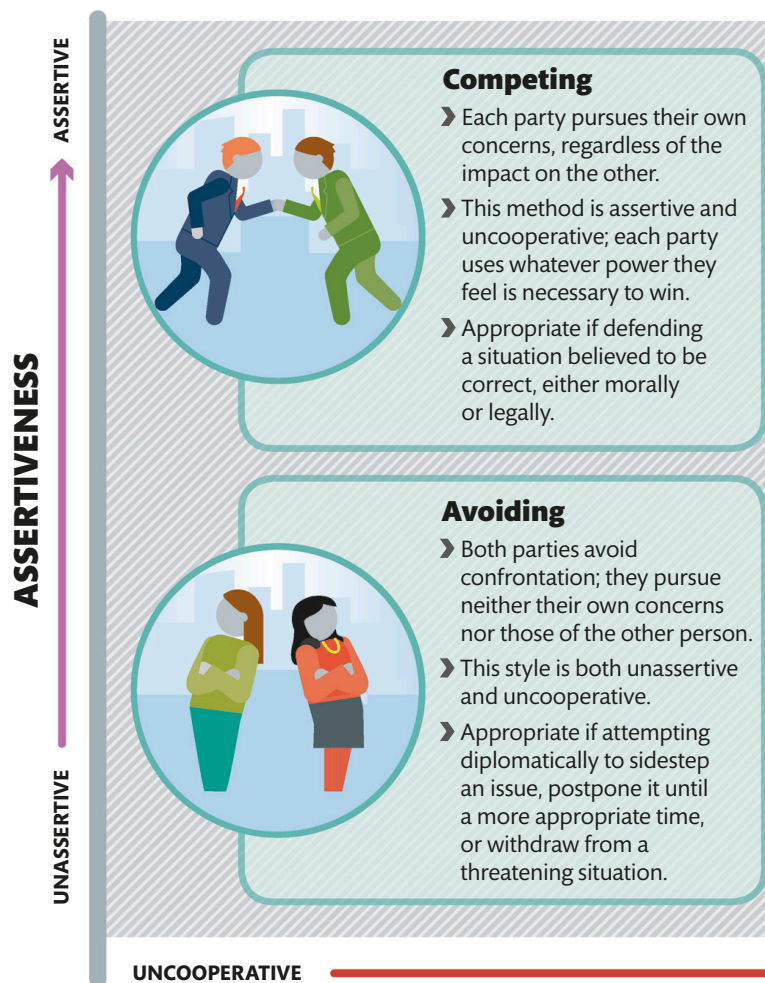 ASSERTIVE
ASSERTIVENESS
UNASSERTIVE
Competing
❯ Each party pursues their own
concerns, regardless of the
impact on the other.
❯ This method is assertive and
uncooperative; each party
uses whatever power they
feel is necessary to win.
❯ Appropriate if defending
a situation believed to be
correct, either morally
or legally.
Avoiding
❯ Both parties avoid
confrontation; they pursue
neither their own concerns
nor those of the other person.
❯ This style is both unassertive
and uncooperative.
❯ Appropriate if attempting
diplomatically to sidestep
an issue, postpone it until
a more appropriate time,
or withdraw from a
threatening situation.
UNCOOPERATIVE